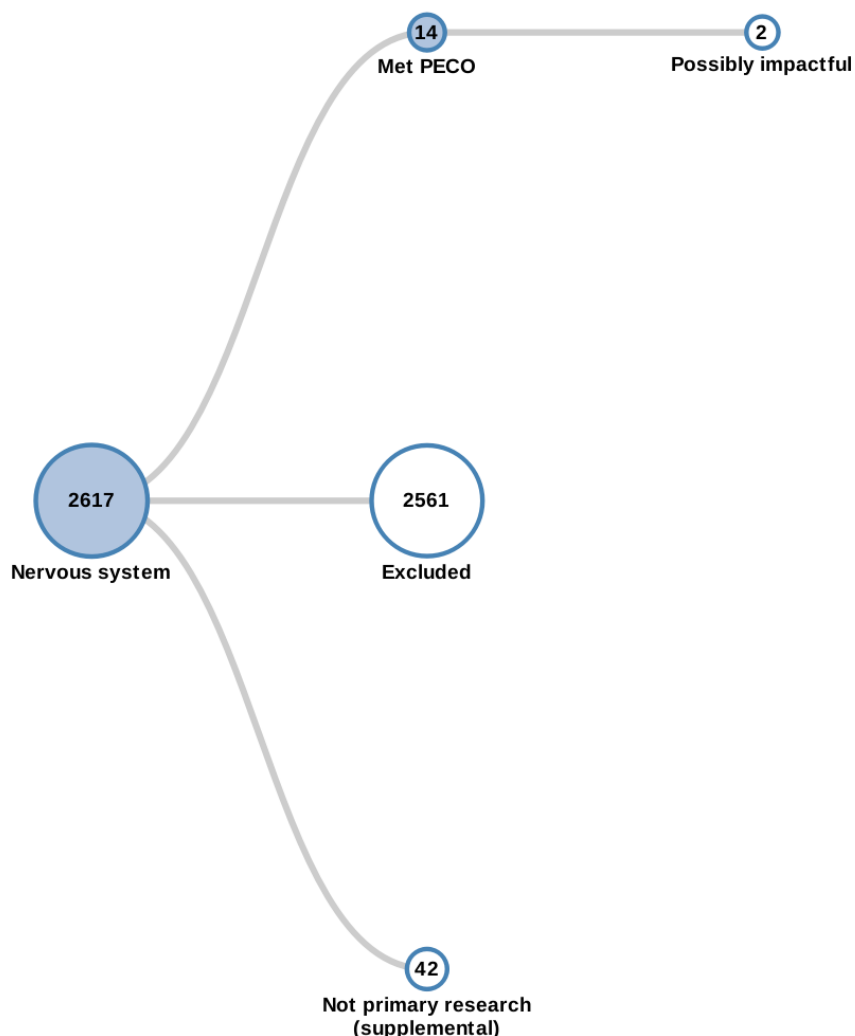 14
Met PECO
2
Possibly impactful
2617
Nervous system
2561
Excluded
42
Not primary research
(supplemental)